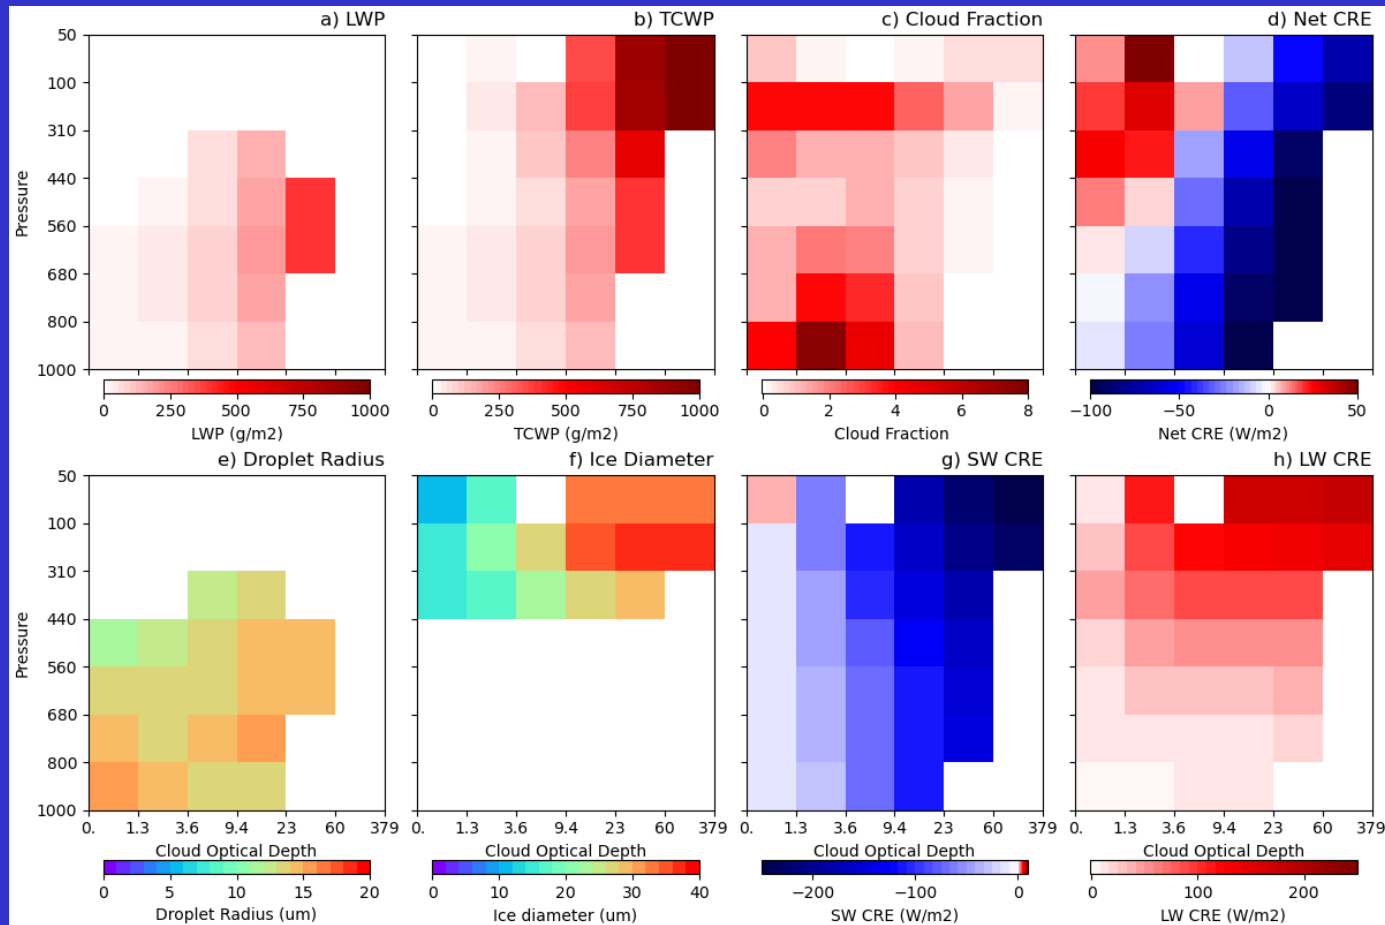 a) LWP
b) TCWP
c) Cloud Fraction
d) Net CRE
50
100
310
440
560
680
800
1000
Pressure
0 250 500 750 1000
LWP (g/m2)
0 250 500 750 1000
TCWP (g/m2)
0 2 4 6 8
Cloud Fraction
−100 −50 0 50
Net CRE (W/m2)
e) Droplet Radius
f) Ice Diameter
g) SW CRE
h) LW CRE
50
100
310
440
560
680
800
1000
Pressure
0. 1.3 3.6 9.4 23 60 379
Cloud Optical Depth
0 5 10 15 20
Droplet Radius (um)
0. 1.3 3.6 9.4 23 60 379
Cloud Optical Depth
0 10 20 30 40
Ice diameter (um)
0. 1.3 3.6 9.4 23 60 379
Cloud Optical Depth
−200 −100 0
SW CRE (W/m2)
0. 1.3 3.6 9.4 23 60 379
Cloud Optical Depth
0 100 200
LW CRE (W/m2)